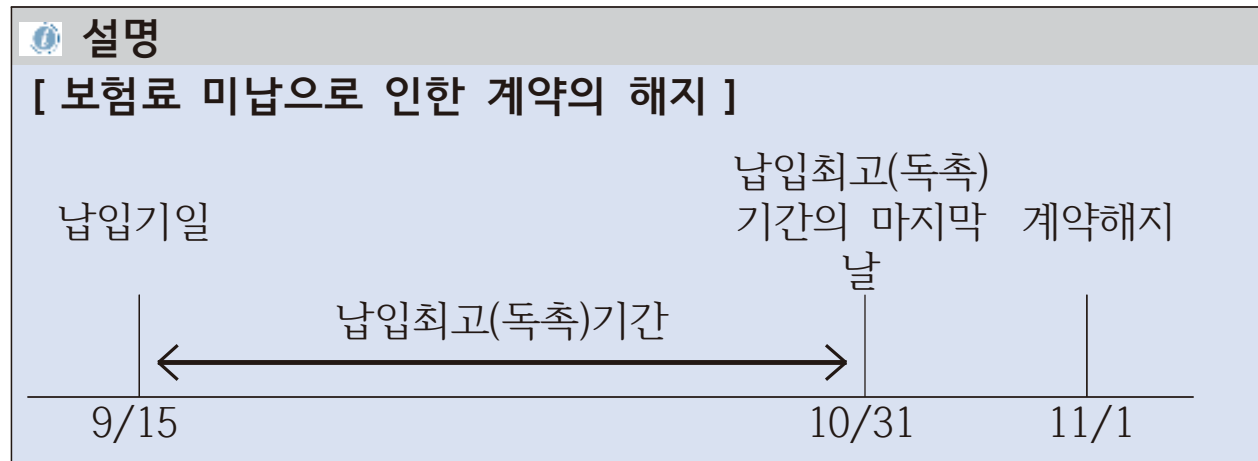 설명
[ 보험료 미납으로 인한 계약의 해지 ]
납입기일
납입최고(독촉)
기간의 마지막
날
계약해지
납입최고(독촉)기간
9/15
10/31
11/1